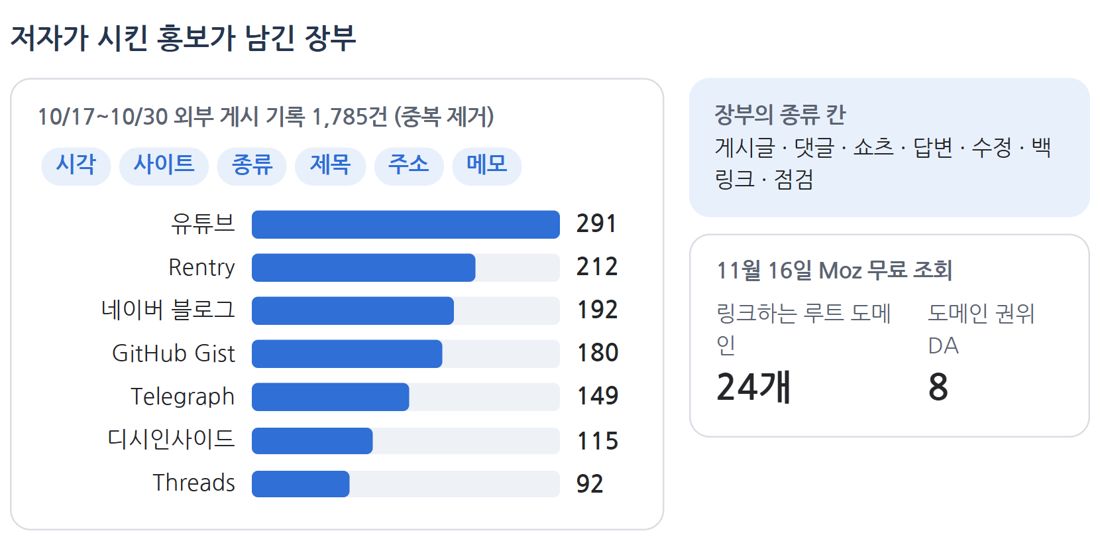 저자가 시킨 홍보가 남긴 장부
10/17~10/30 외부 게시 기록 1,785건 (중복 제거)
시각 사이트 종류 제목 주소 메모
유튜브 291
Rentry 212
네이버 블로그 192
GitHub Gist 180
Telegraph 149
디시인사이드 115
Threads 92
장부의 종류 칸
게시글 · 댓글 · 쇼츠 · 답변 · 수정 · 백
링크 · 점검
11월 16일 Moz 무료 조회
링크하는 루트 도메
인
24개
도메인 권위
DA
8